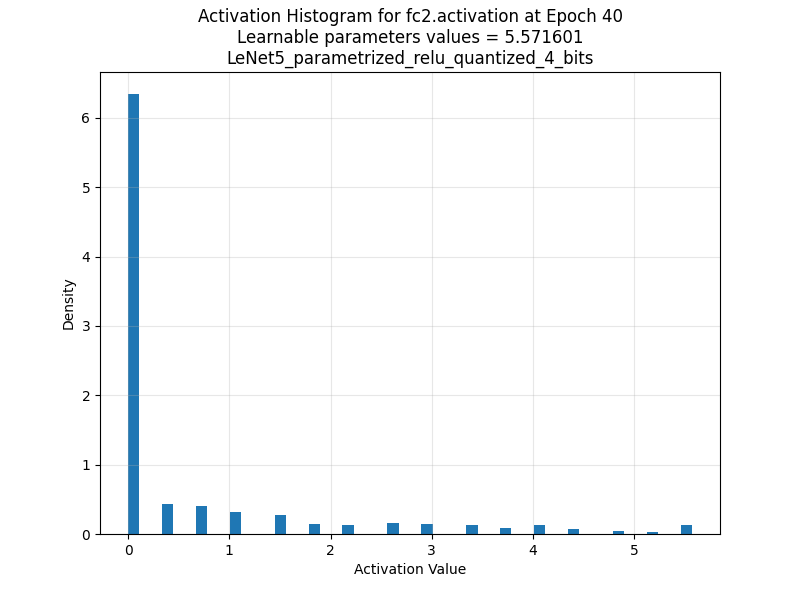 Activation Histogram for fc2.activation at Epoch 40
Learnable parameters values = 5.571601
LeNet5_parametrized_relu_quantized_4_bits
6
5
4
3
2
1
0
Density
0 1 2 3 4 5
Activation Value